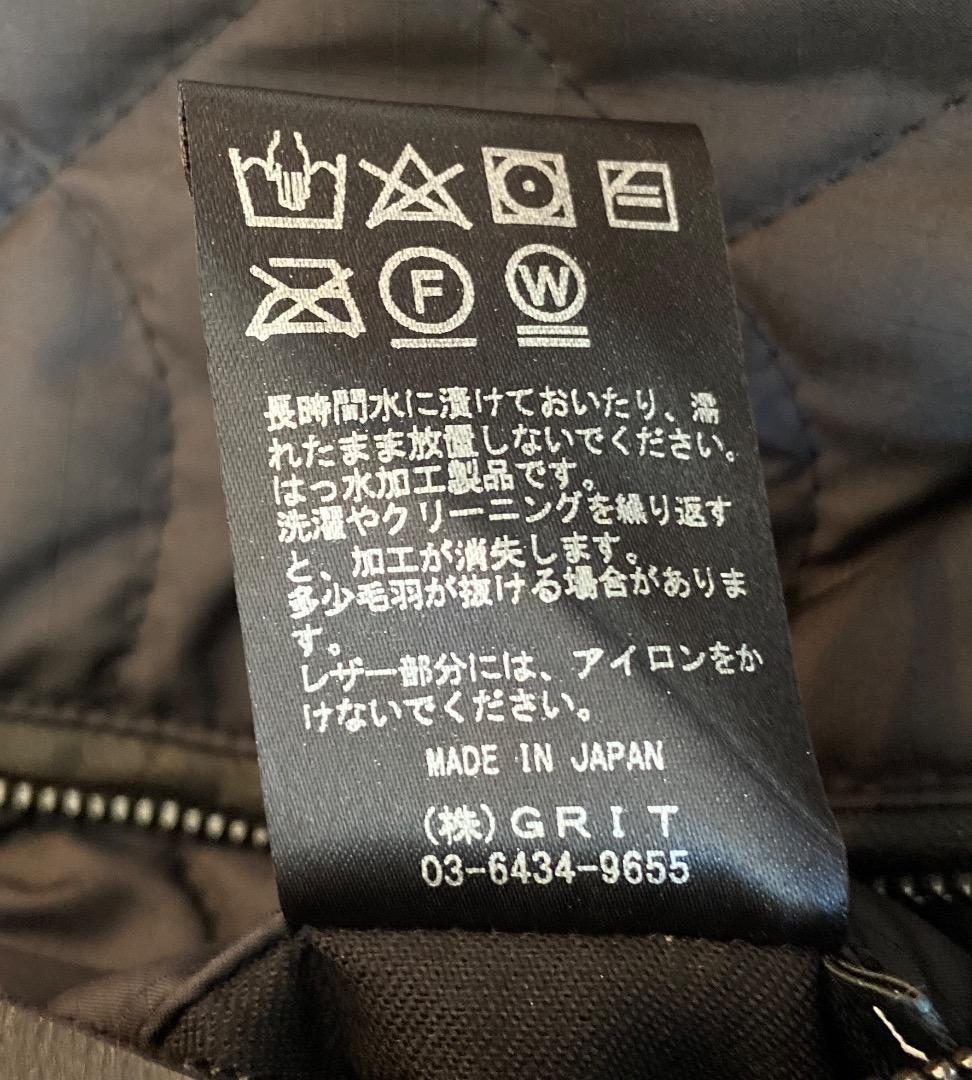 F W
長時間水に漬けておいたり、濡
れたまま放置しないでください。
はっ水加工製品です。
洗濯やクリーニングを繰り返す
と、加工が消失します。
多少毛羽が抜ける場合がありま
す。
レザー部分には、アイロンをか
けないでください。
MADE IN JAPAN
(株)GRIT
03-6434-9655